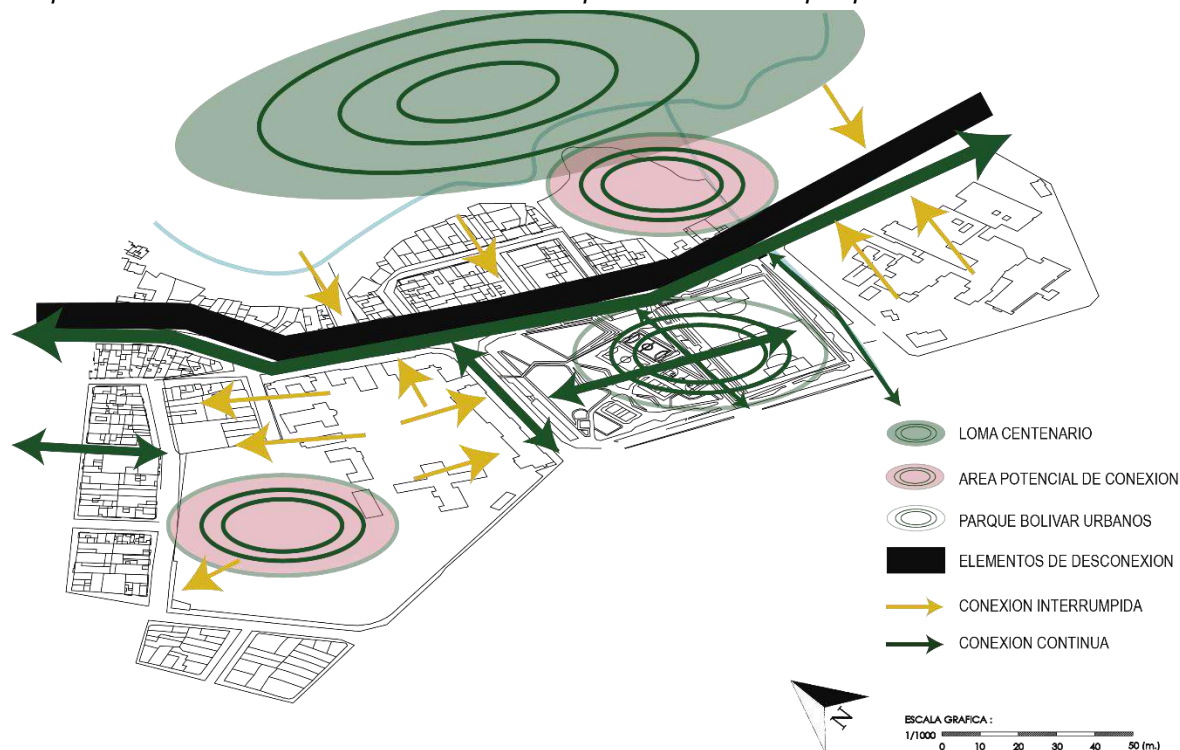 LOMA CENTENARIO
AREA POTENCIAL DE CONEXION
PARQUE BOLIVAR URBANOS
ELEMENTOS DE DESCONEXION
CONEXION INTERRUMPIDA
CONEXION CONTINUA
N
ESCALA GRAFICA :
1/1000
0 10 20 30 40 50 (m.)